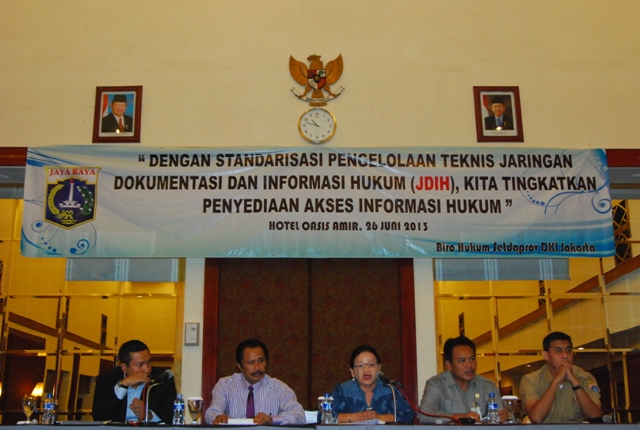 JAYA RAYA
" DENGAN STANDARISASI PENGELOLAAN TEKNIS JARINGAN
DOKUMENTASI DAN INFORMASI HUKUM (JDIH), KITA TINGKATKAN
PENYEDIAAN AKSES INFORMASI HUKUM "
HOTEL OASIS AMIR, 26 JUNI 2013
Biro Hukum Setdaprov DKI Jakarta